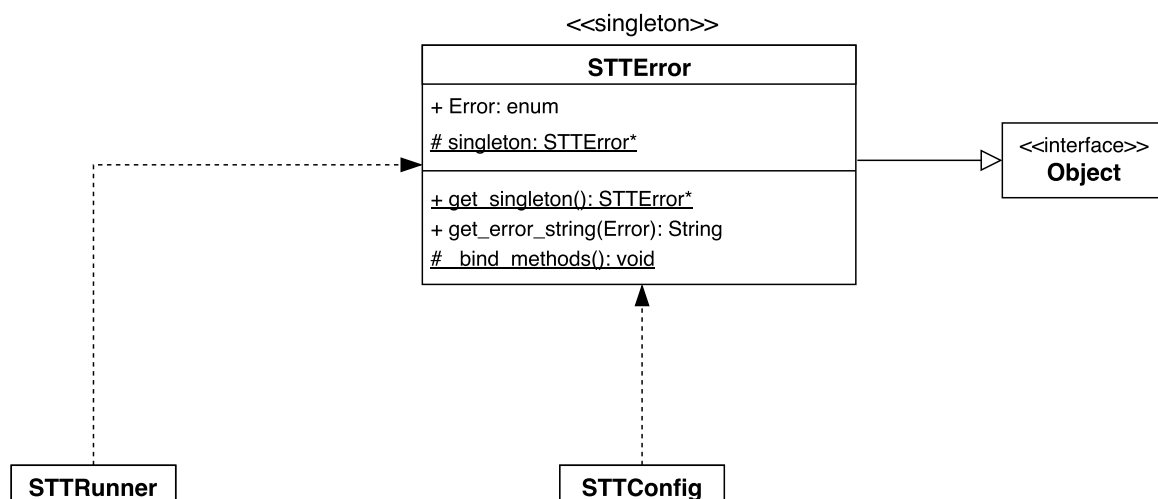 <<singleton>>
STTError
+ Error: enum
# singleton: STTError*
+ get_singleton(): STTError*
+ get_error_string(Error): String
# _bind_methods(): void
<<interface>>
Object
STTRunner
STTConfig